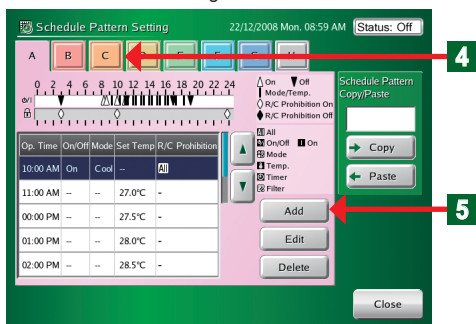 Schedule Pattern Setting
22/12/2008 Mon. 08:59 AM
Status: Off
A B C
4
0 2 4 6 8 10 12 14 16 18 20 22 24
On Off
Mode/Temp.
R/C Prohibition On
R/C Prohibition Off
All
On/Off On
Mode
Temp.
Timer
Filter
Schedule Pattern
Copy/Paste
Copy
Paste
Op. Time On/Off Mode Set Temp R/C Prohibition
10:00 AM On Cool -- All
11:00 AM -- -- 27.0°C -
00:00 PM -- -- 27.5°C -
01:00 PM -- -- 28.0°C -
02:00 PM -- -- 28.5°C -
Add
5
Edit
Delete
Close